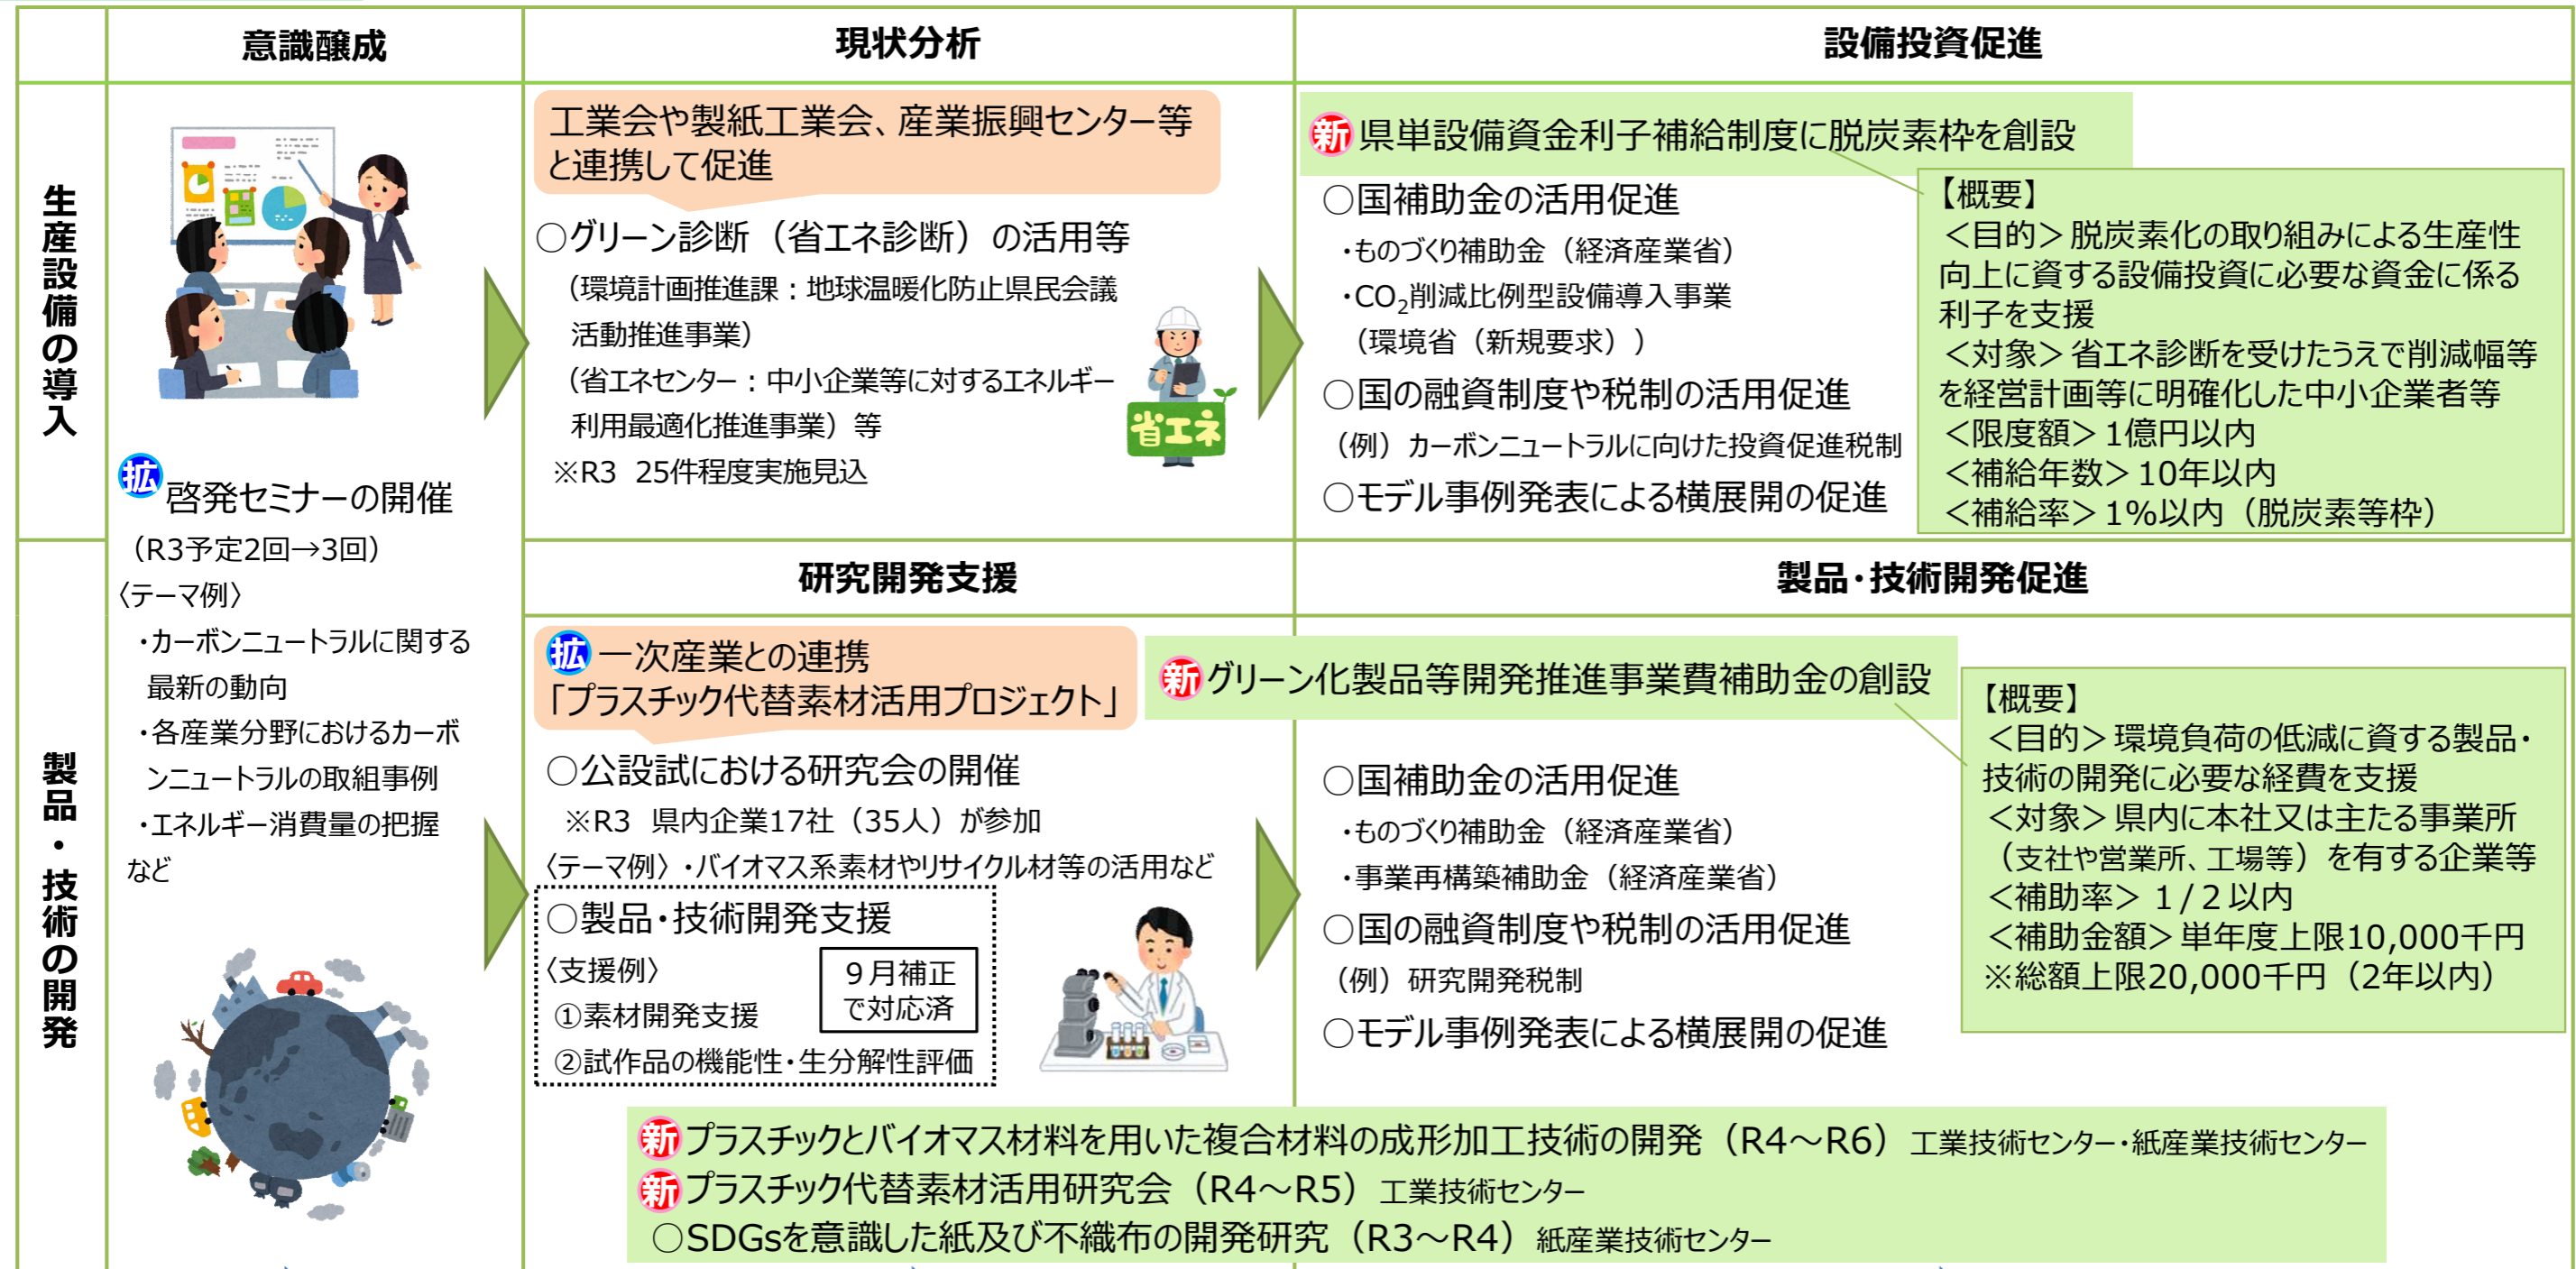 意識醸成
現状分析
設備投資促進
生産設備の導入
拡 啓発セミナーの開催
（R3予定2回→3回）
〈テーマ例〉
・カーボンニュートラルに関する
最新の動向
・各産業分野におけるカーボ
ンニュートラルの取組事例
・エネルギー消費量の把握
など
工業会や製紙工業会、産業振興センター等
と連携して促進
○グリーン診断（省エネ診断）の活用等
（環境計画推進課：地球温暖化防止県民会議
活動推進事業）
（省エネセンター：中小企業等に対するエネルギー
利用最適化推進事業）等
※R3 25件程度実施見込
省エネ
新 県単設備資金利子補給制度に脱炭素枠を創設
○国補助金の活用促進
・ものづくり補助金（経済産業省）
・CO₂削減比例型設備導入事業
（環境省（新規要求））
○国の融資制度や税制の活用促進
（例）カーボンニュートラルに向けた投資促進税制
○モデル事例発表による横展開の促進
【概要】
＜目的＞脱炭素化の取り組みによる生産性
向上に資する設備投資に必要な資金に係る
利子を支援
＜対象＞省エネ診断を受けたうえで削減幅等
を経営計画等に明確化した中小企業者等
＜限度額＞1億円以内
＜補給年数＞10年以内
＜補給率＞1%以内（脱炭素等枠）
製品・技術の開発
研究開発支援
製品･技術開発促進
拡 一次産業との連携
「プラスチック代替素材活用プロジェクト」
○公設試における研究会の開催
※R3 県内企業17社（35人）が参加
〈テーマ例〉・バイオマス系素材やリサイクル材等の活用など
○製品･技術開発支援
〈支援例〉
①素材開発支援
②試作品の機能性･生分解性評価
９月補正
で対応済
新 グリーン化製品等開発推進事業費補助金の創設
○国補助金の活用促進
・ものづくり補助金（経済産業省）
・事業再構築補助金（経済産業省）
○国の融資制度や税制の活用促進
（例）研究開発税制
○モデル事例発表による横展開の促進
【概要】
＜目的＞環境負荷の低減に資する製品・
技術の開発に必要な経費を支援
＜対象＞県内に本社又は主たる事業所
（支社や営業所、工場等）を有する企業等
＜補助率＞ 1 / 2 以内
＜補助金額＞単年度上限10,000千円
※総額上限20,000千円（2年以内）
新 プラスチックとバイオマス材料を用いた複合材料の成形加工技術の開発（R4～R6）工業技術センター･紙産業技術センター
新 プラスチック代替素材活用研究会（R4～R5）工業技術センター
○SDGsを意識した紙及び不織布の開発研究（R3～R4）紙産業技術センター